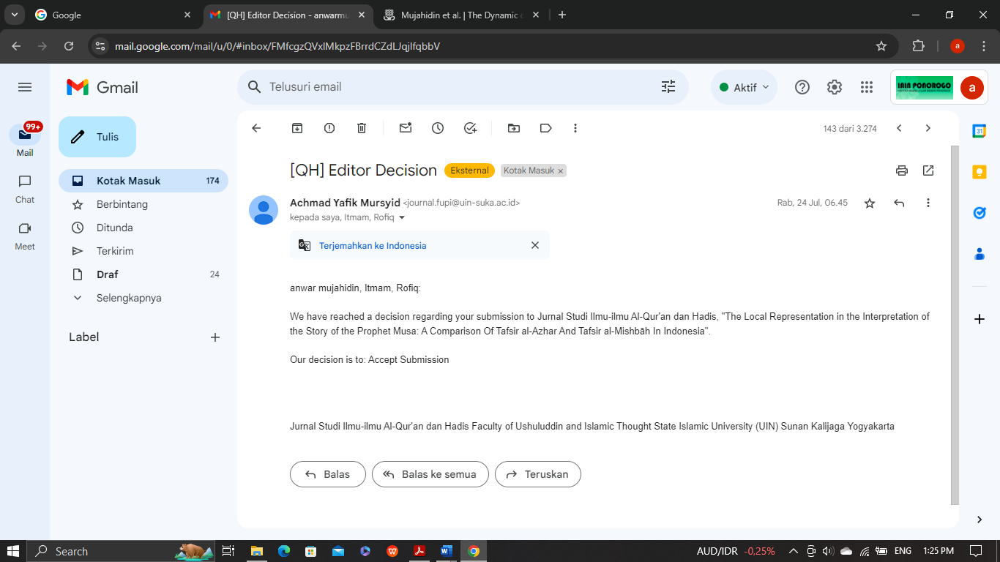 Google
[QH] Editor Decision - anwarmu
Mujahidin et al. | The Dynamic
mail.google.com/mail/u/0/#inbox/FMfcgzQVxlMkpzFBrrdCZdLJqjlfqbbV
a
Gmail
Telusuri email
Aktif
IAIN PONOROGO
a
99+
Mail
Chat
Meet
Tulis
Kotak Masuk 174
Berbintang
Ditunda
Terkirim
Draf 24
Selengkapnya
Label
143 dari 3.274
[QH] Editor Decision Eksternal Kotak Masuk ×
Achmad Yafik Mursyid <journal.fupi@uin-suka.ac.id> Rab, 24 Jul, 06.45
kepada saya, Itmam, Rofiq
Terjemahkan ke Indonesia
anwar mujahidin, Itmam, Rofiq:
We have reached a decision regarding your submission to Jurnal Studi Ilmu-ilmu Al-Qur'an dan Hadis, "The Local Representation in the Interpretation of
the Story of the Prophet Musa: A Comparison Of Tafsir al-Azhar And Tafsir al-Mishbāh In Indonesia".
Our decision is to: Accept Submission
Jurnal Studi Ilmu-ilmu Al-Qur'an dan Hadis Faculty of Ushuluddin and Islamic Thought State Islamic University (UIN) Sunan Kalijaga Yogyakarta
Balas
Balas ke semua
Teruskan
31
Search
AUD/IDR -0,25%
ENG
1:25 PM